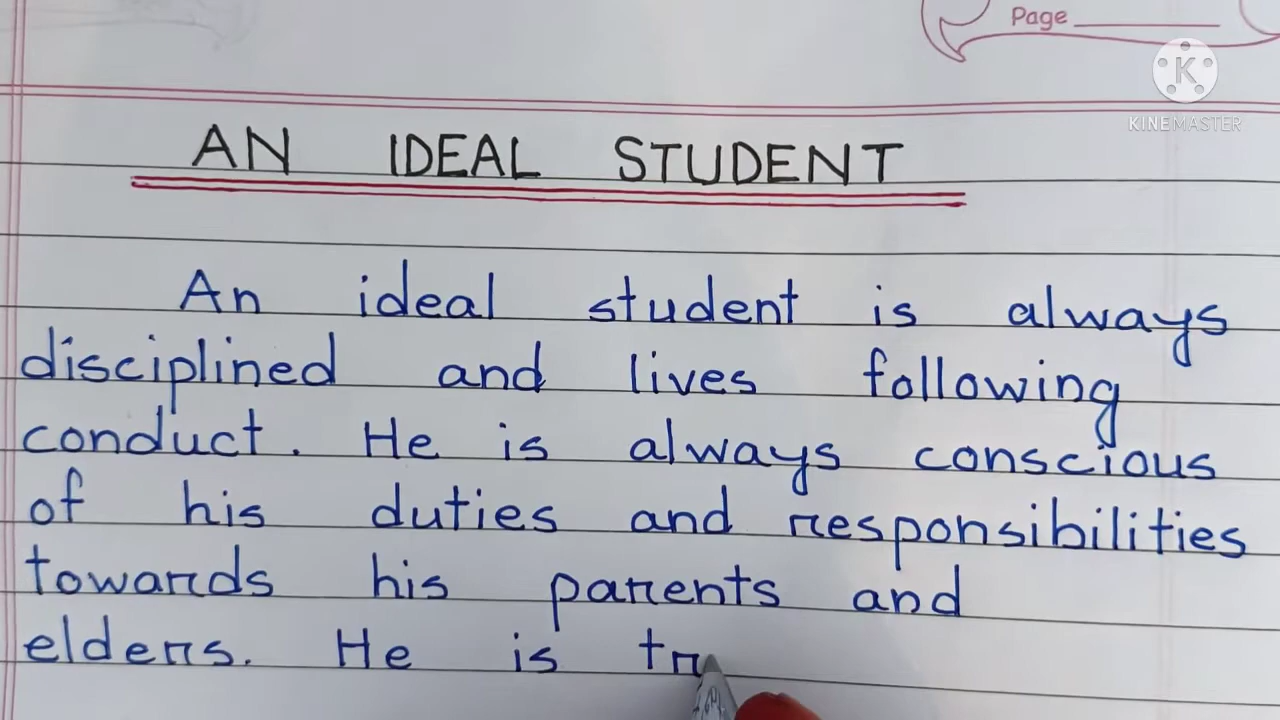 Page
KINEMASTER
AN IDEAL STUDENT
An ideal student is always
disciplined and lives following
conduct. He is always conscious
of his duties and responsibilities
towards his parents and
elders. He is tr